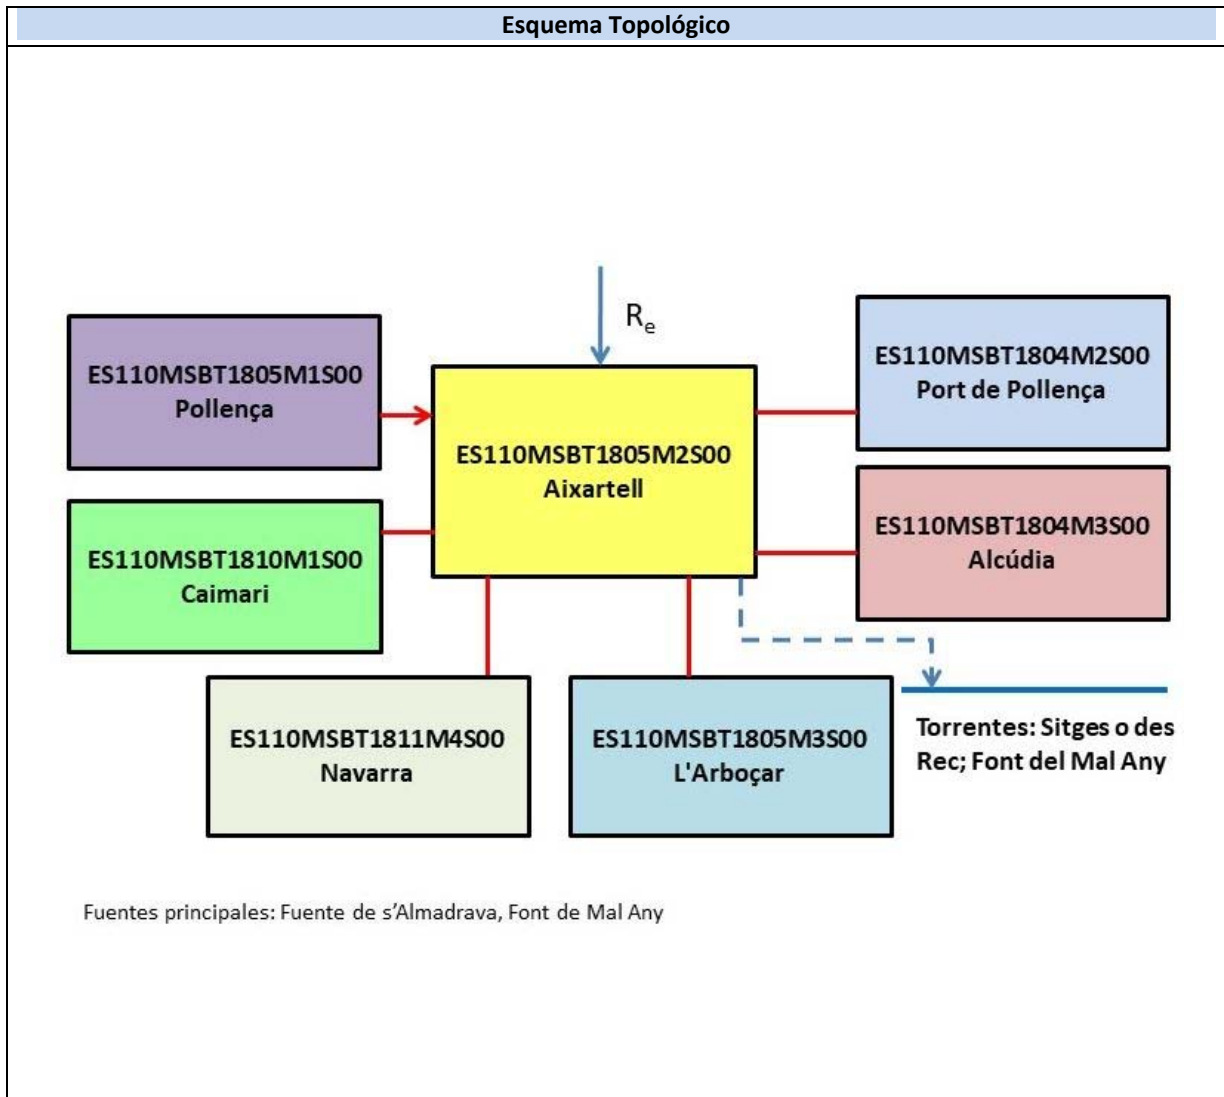 Esquema Topológico
R_e
ES110MSBT1805M1S00
Pollença
ES110MSBT1804M2S00
Port de Pollença
ES110MSBT1805M2S00
Aixartell
ES110MSBT1810M1S00
Caimari
ES110MSBT1804M3S00
Alcúdia
ES110MSBT1811M4S00
Navarra
ES110MSBT1805M3S00
L'Arboçar
Torrentes: Sitges o des
Rec; Font del Mal Any
Fuentes principales: Fuente de s’Almadrava, Font de Mal Any